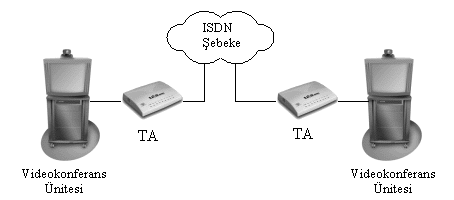 ISDN
Şebeke
TA
TA
Videokonferans
Ünitesi
Videokonferans
Ünitesi